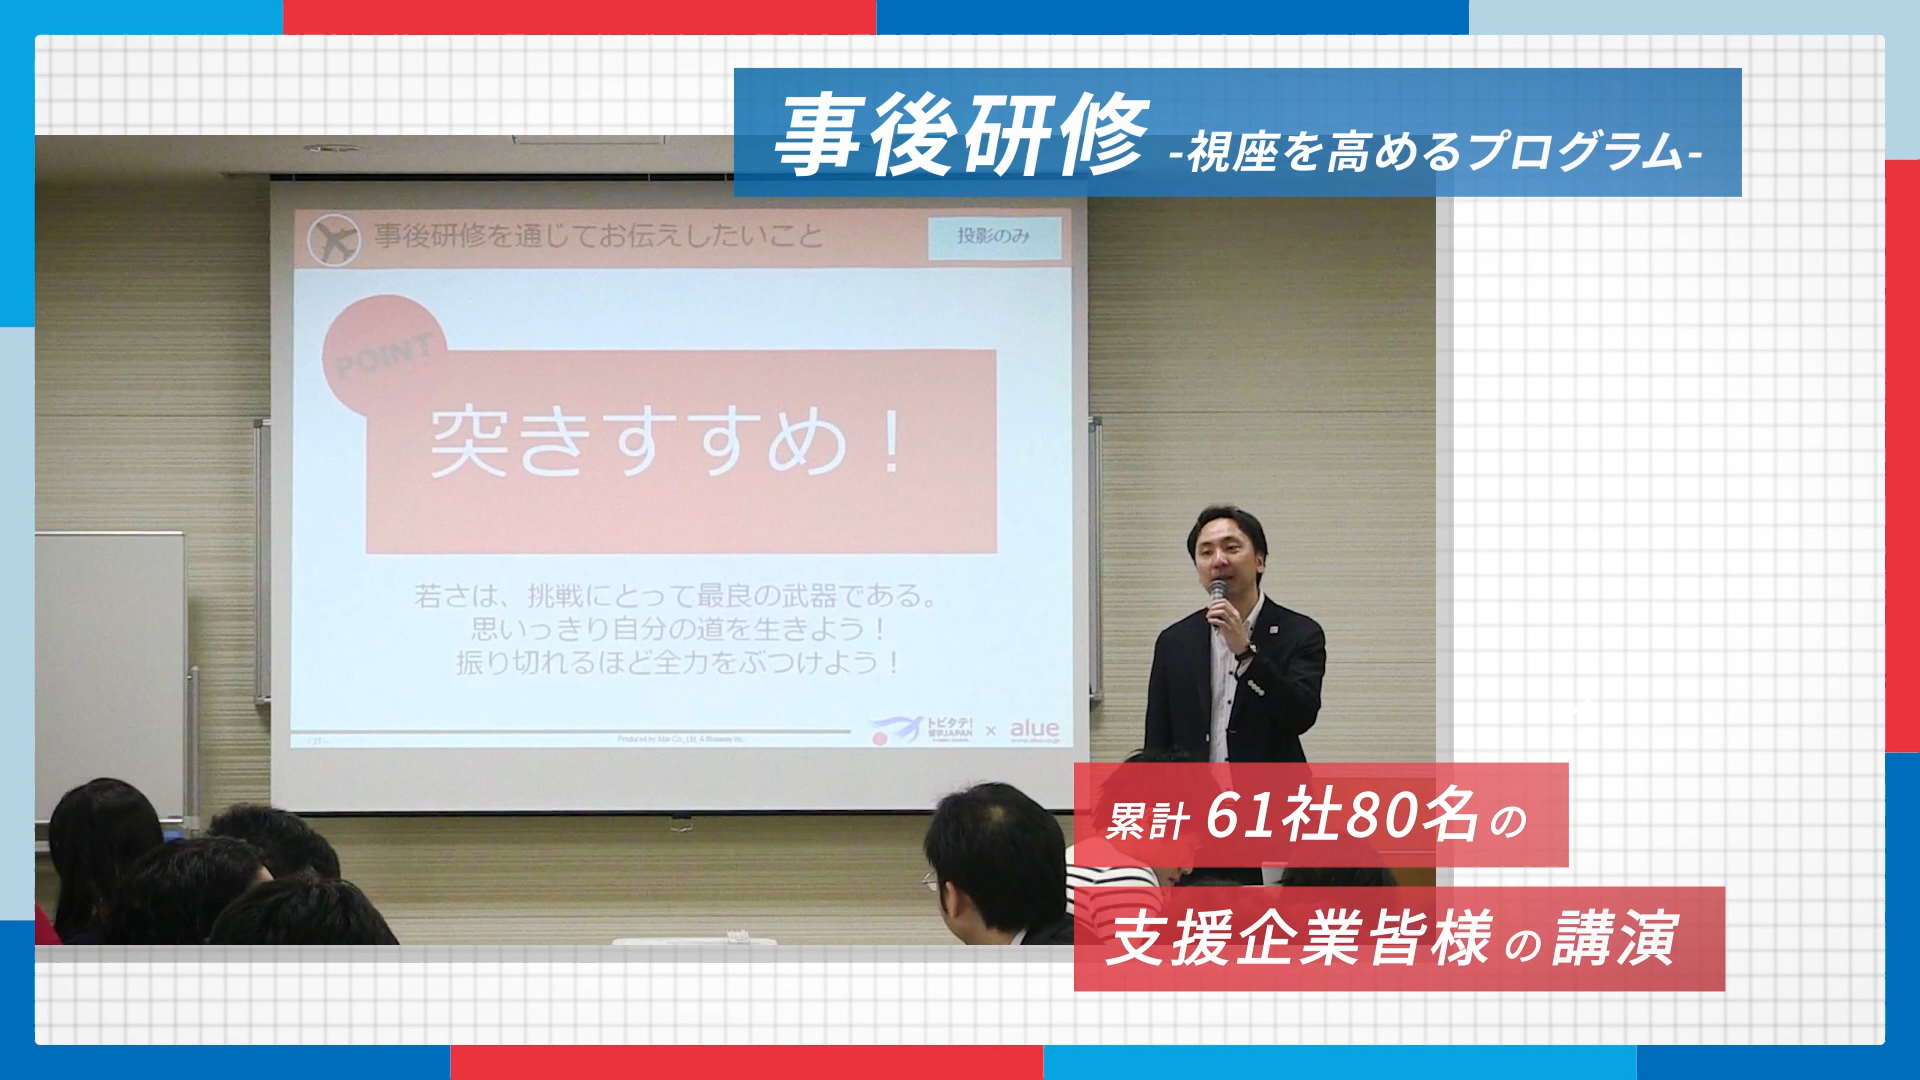 事後研修 -視座を高めるプログラム-
事後研修を通じてお伝えしたいこと
投影のみ
POINT
突きすすめ！
若さは、挑戦にとって最良の武器である。
思いっきり自分の道を生きよう！
振り切れるほど全力をぶつけよう！
トビタテ!
留学JAPAN
×
alue
累計 61社80名の
支援企業皆様の講演